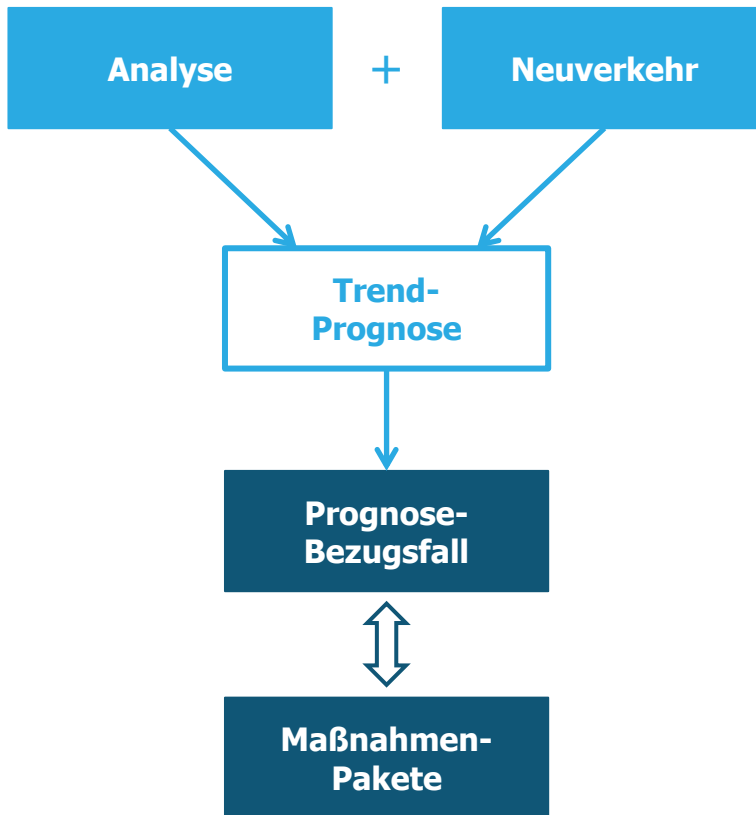 Analyse + Neuverkehr
Trend-
Prognose
Prognose-
Bezugsfall
Maßnahmen-
Pakete